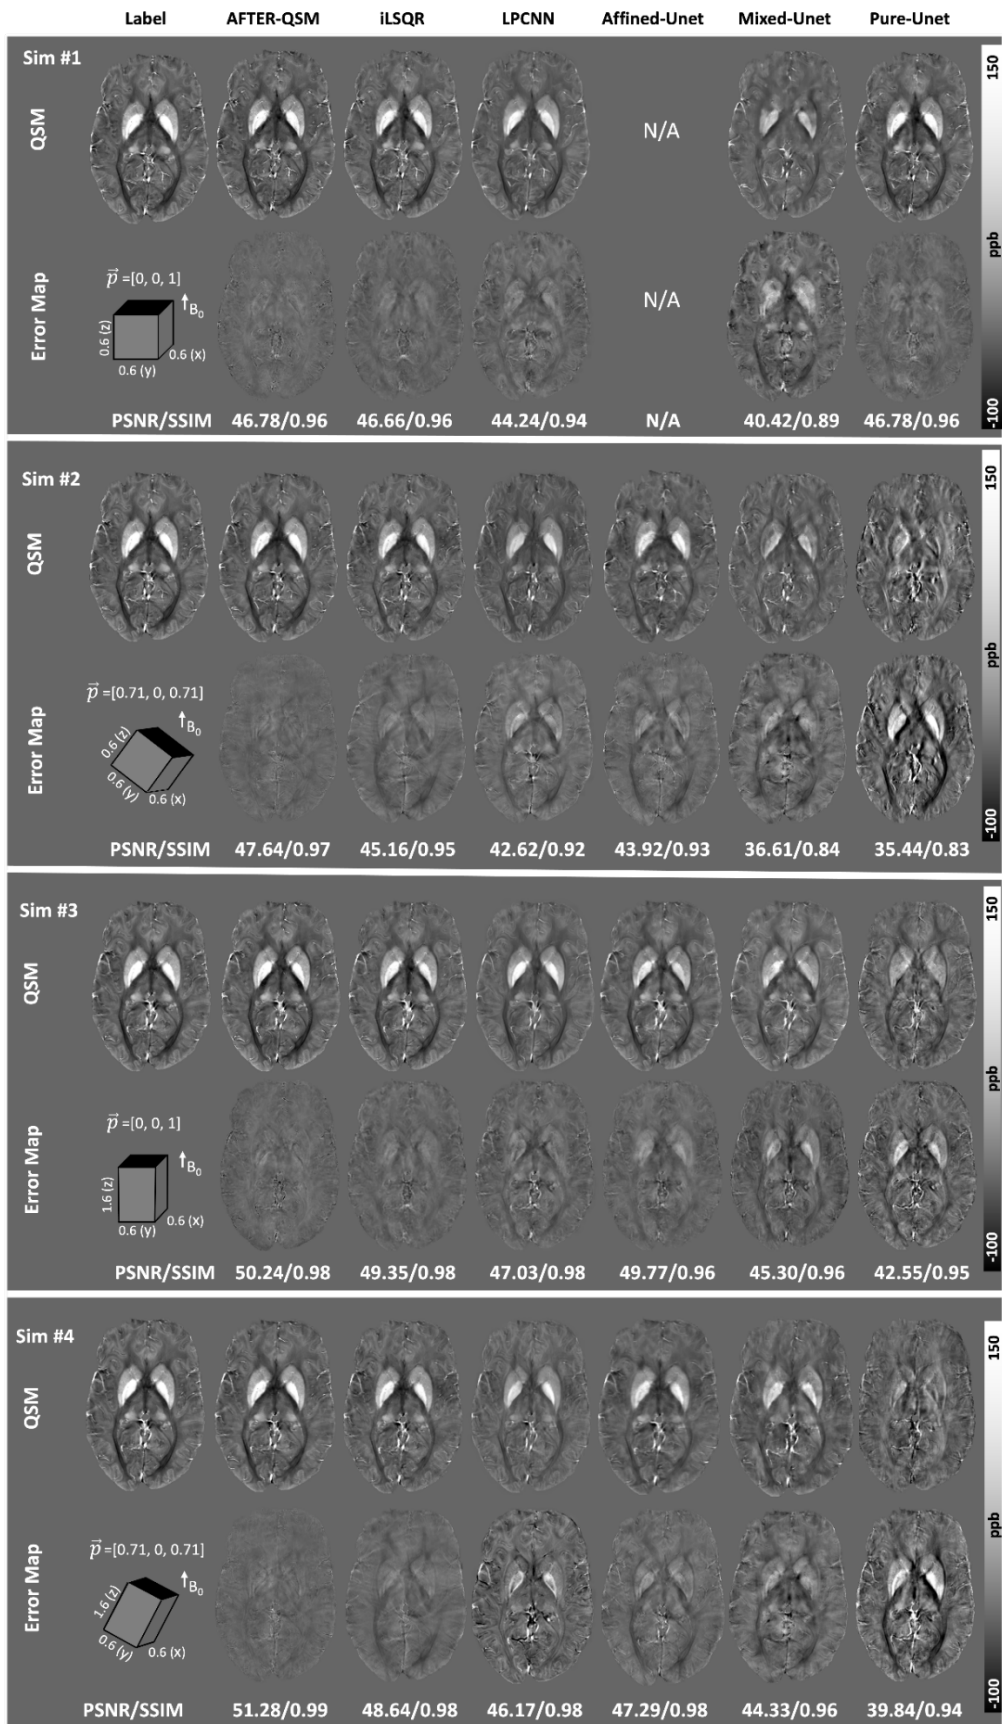 Label AFTER-QSM iLSQR LPCNN Affined-Unet Mixed-Unet Pure-Unet
Sim #1
150
QSM
N/A
ppb
Error Map
p⃗ =[0, 0, 1]
B₀
N/A
0.6 (z)
0.6 (x)
0.6 (y)
-100
PSNR/SSIM 46.78/0.96 46.66/0.96 44.24/0.94 N/A 40.42/0.89 46.78/0.96
Sim #2
150
QSM
ppb
Error Map
p⃗ =[0.71, 0, 0.71]
B₀
0.6 (z)
0.6 (y)
0.6 (x)
-100
PSNR/SSIM 47.64/0.97 45.16/0.95 42.62/0.92 43.92/0.93 36.61/0.84 35.44/0.83
Sim #3
150
QSM
ppb
Error Map
p⃗ =[0, 0, 1]
B₀
1.6 (z)
0.6 (x)
0.6 (y)
-100
PSNR/SSIM 50.24/0.98 49.35/0.98 47.03/0.98 49.77/0.96 45.30/0.96 42.55/0.95
Sim #4
150
QSM
ppb
Error Map
p⃗ =[0.71, 0, 0.71]
B₀
1.6 (z)
0.6 (y)
0.6 (x)
-100
PSNR/SSIM 51.28/0.99 48.64/0.98 46.17/0.98 47.29/0.98 44.33/0.96 39.84/0.94